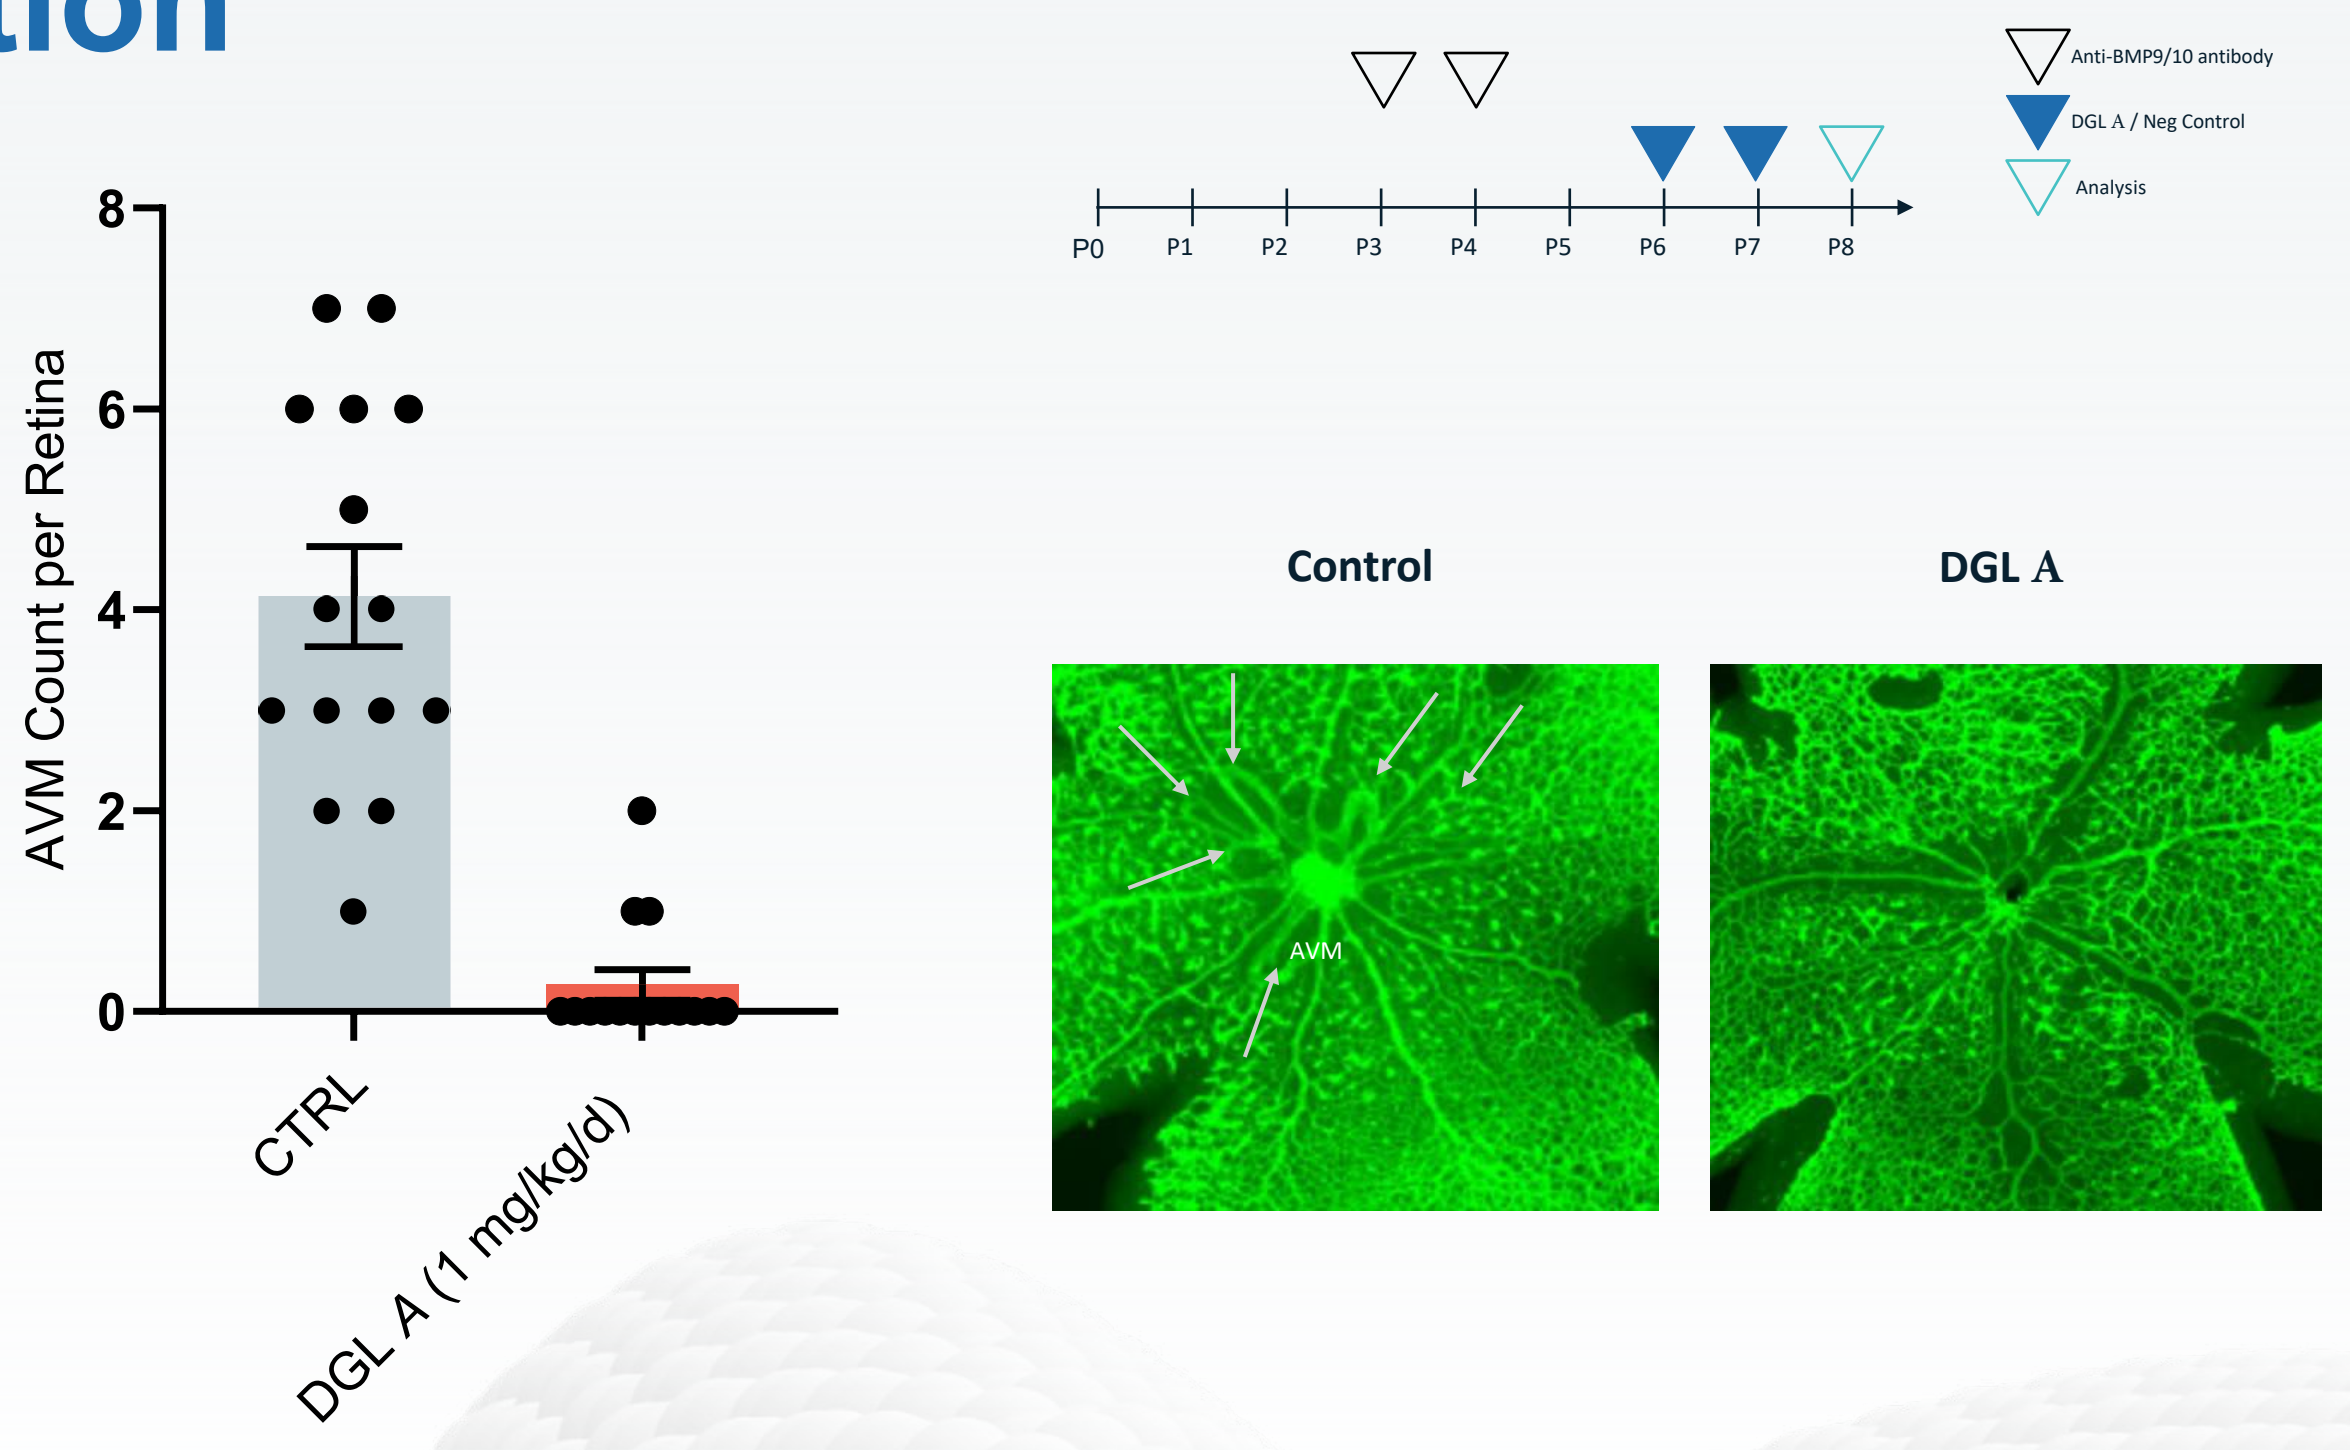 tion
Anti-BMP9/10 antibody
DGL A / Neg Control
Analysis
P0 P1 P2 P3 P4 P5 P6 P7 P8
AVM Count per Retina
8
6
4
2
0
CTRL
DGL A (1 mg/kg/d)
Control
DGL A
AVM